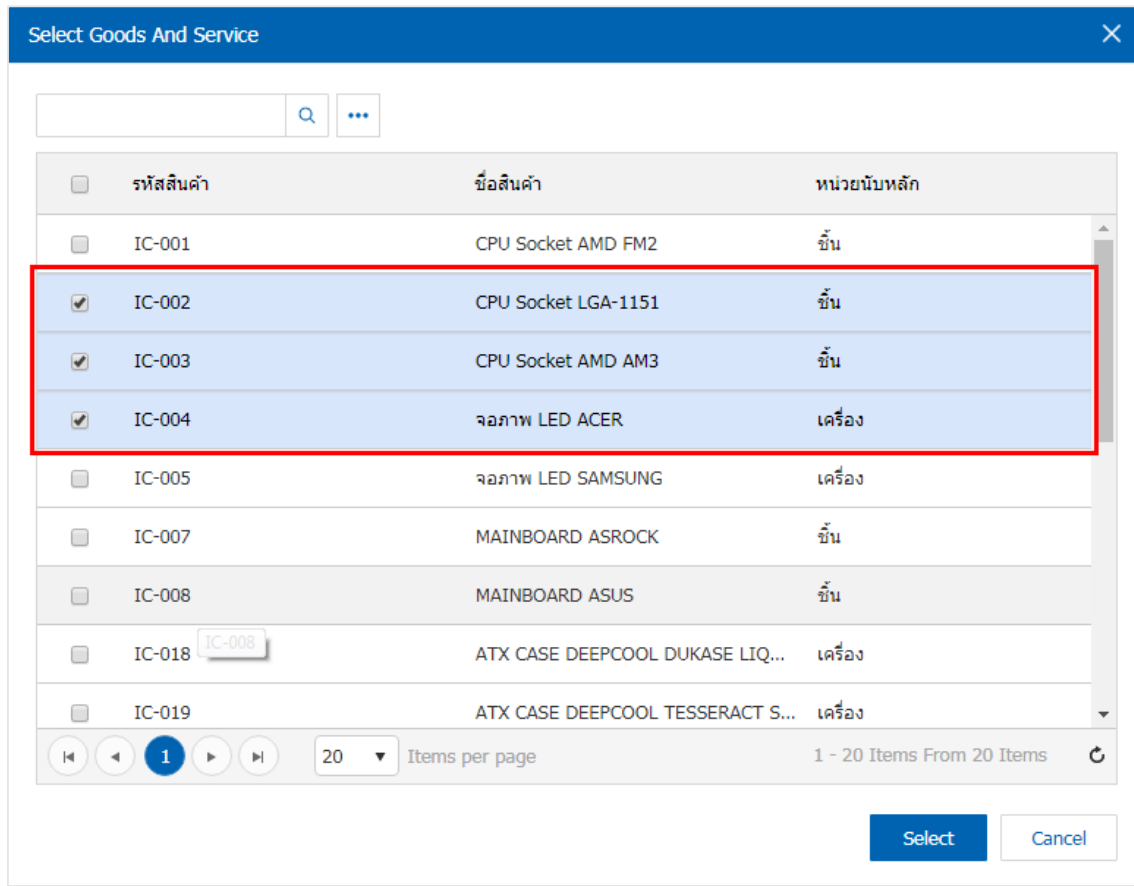 Select Goods And Service
รหัสสินค้า ชื่อสินค้า หน่วยนับหลัก
IC-001 CPU Socket AMD FM2 ชิ้น
IC-002 CPU Socket LGA-1151 ชิ้น
IC-003 CPU Socket AMD AM3 ชิ้น
IC-004 จอภาพ LED ACER เครื่อง
IC-005 จอภาพ LED SAMSUNG เครื่อง
IC-007 MAINBOARD ASROCK ชิ้น
IC-008 MAINBOARD ASUS ชิ้น
IC-008
IC-018 ATX CASE DEEPCOOL DUKASE LIQ... เครื่อง
IC-019 ATX CASE DEEPCOOL TESSERACT S... เครื่อง
1 20 Items per page 1 - 20 Items From 20 Items
Select Cancel